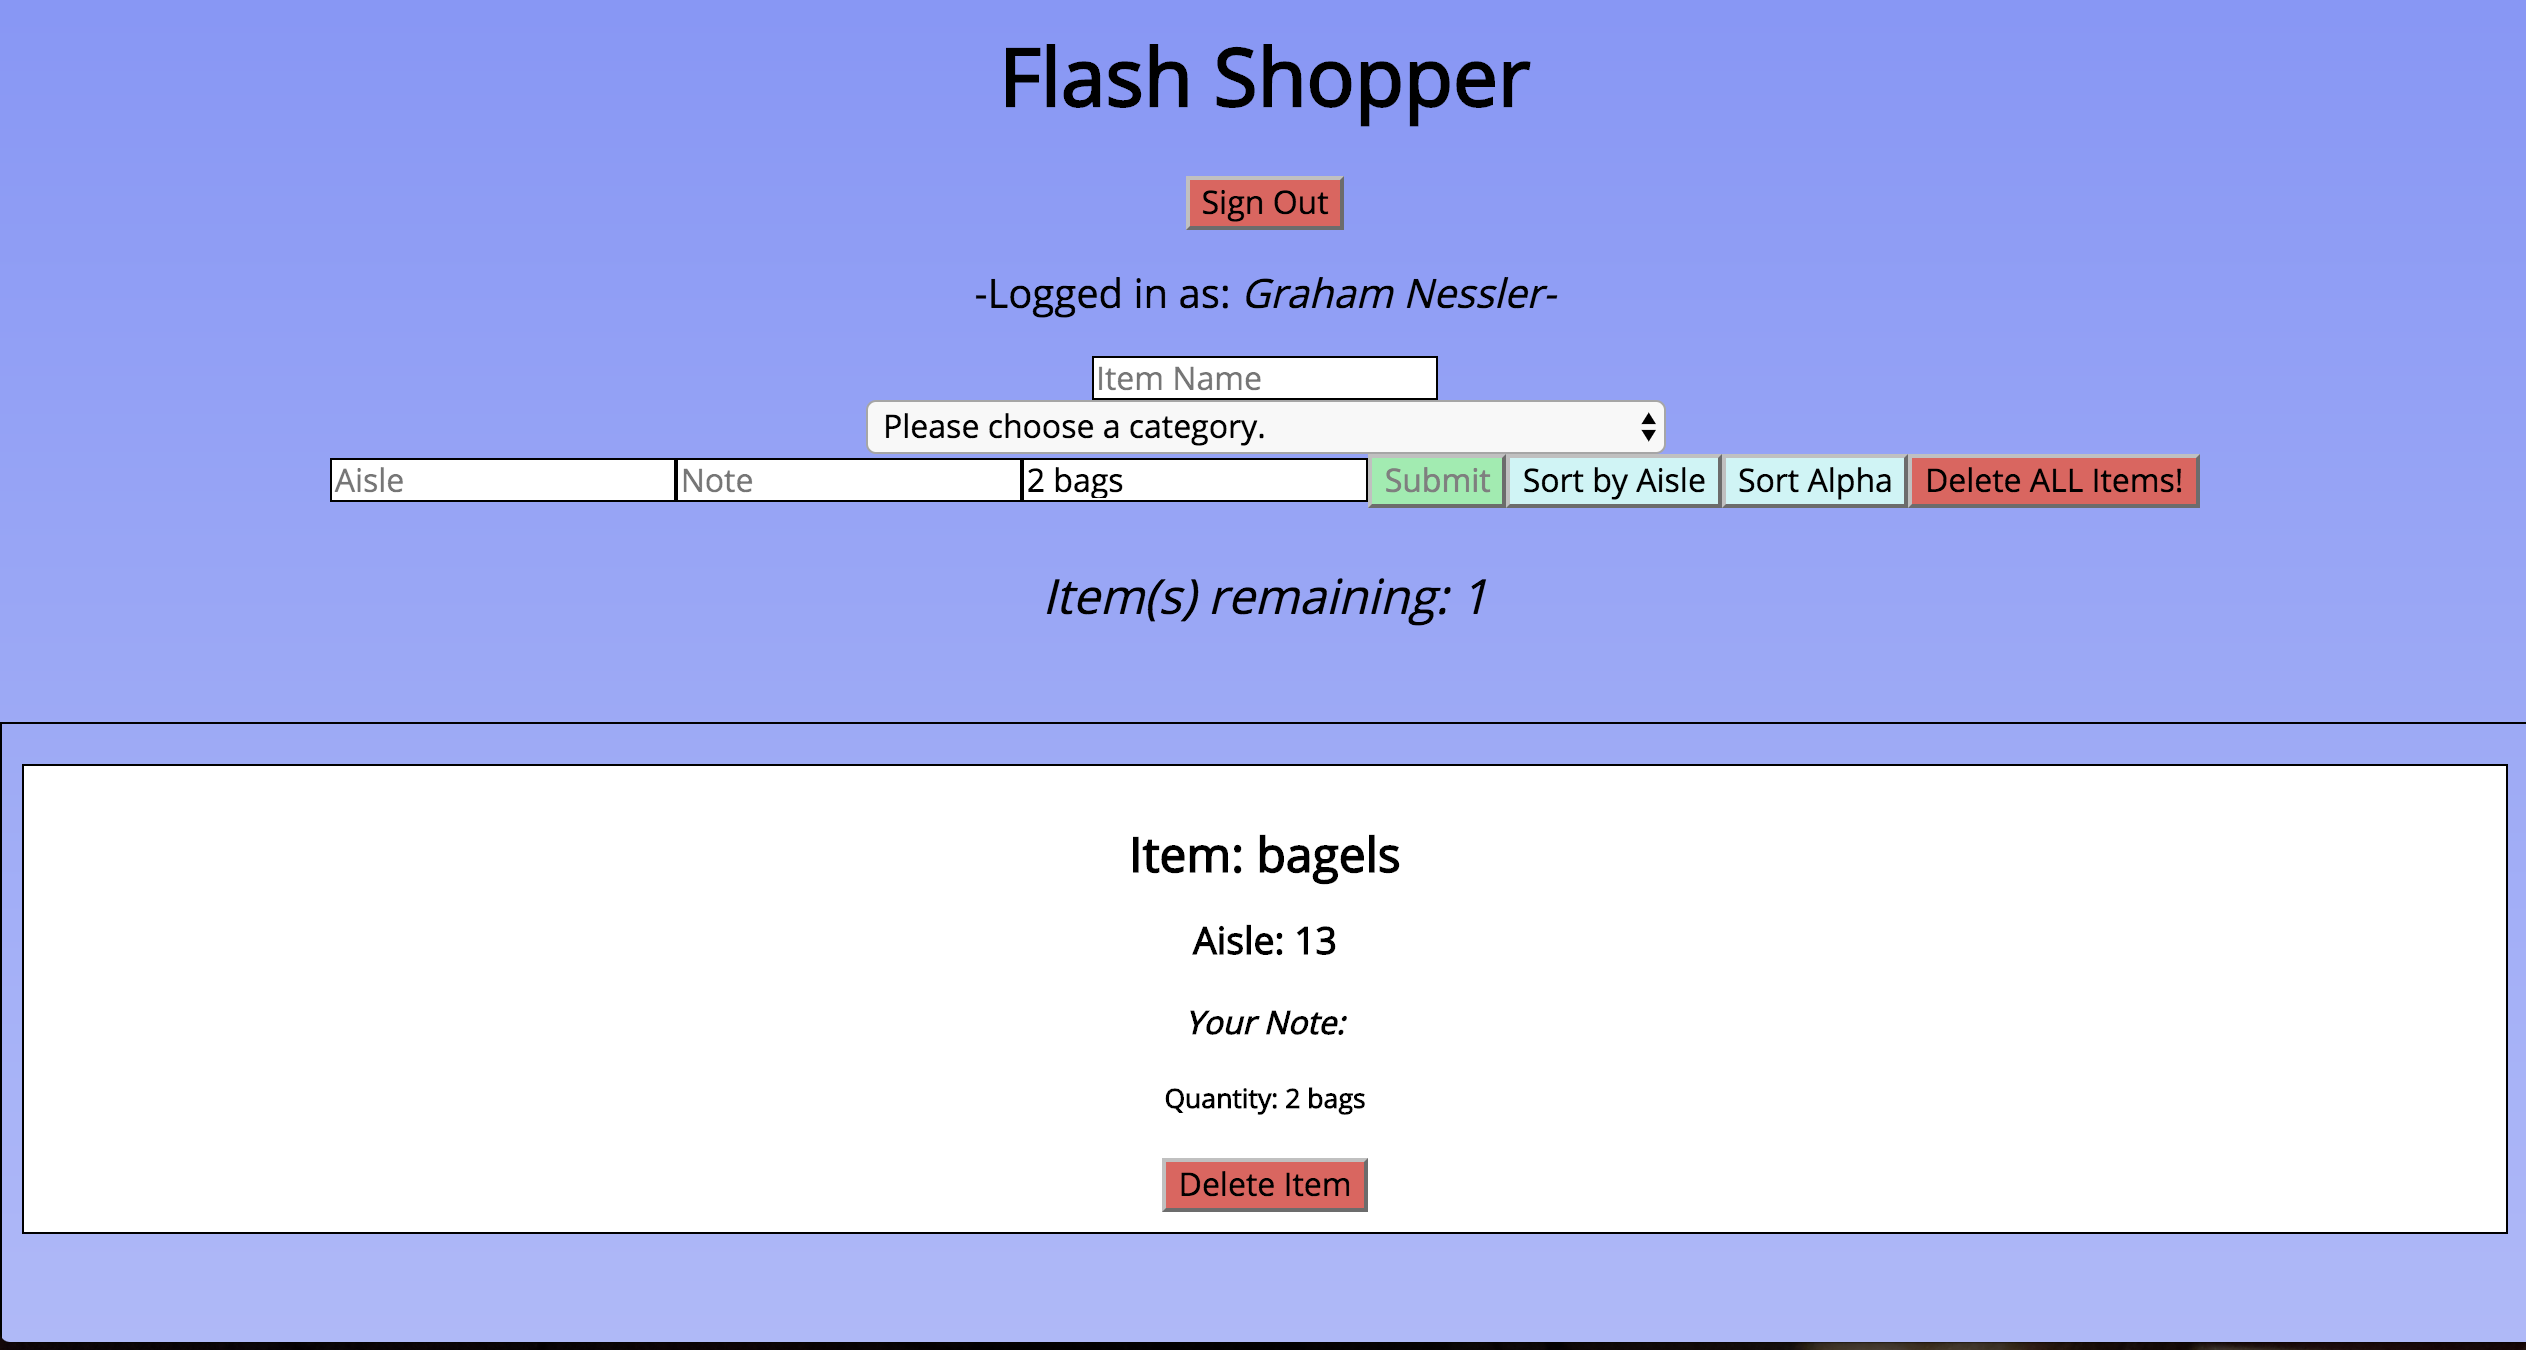 Flash Shopper
Sign Out
-Logged in as: Graham Nessler-
Item Name
Please choose a category.
Aisle Note 2 bags Submit Sort by Aisle Sort Alpha Delete ALL Items!
Item(s) remaining: 1
Item: bagels
Aisle: 13
Your Note:
Quantity: 2 bags
Delete Item